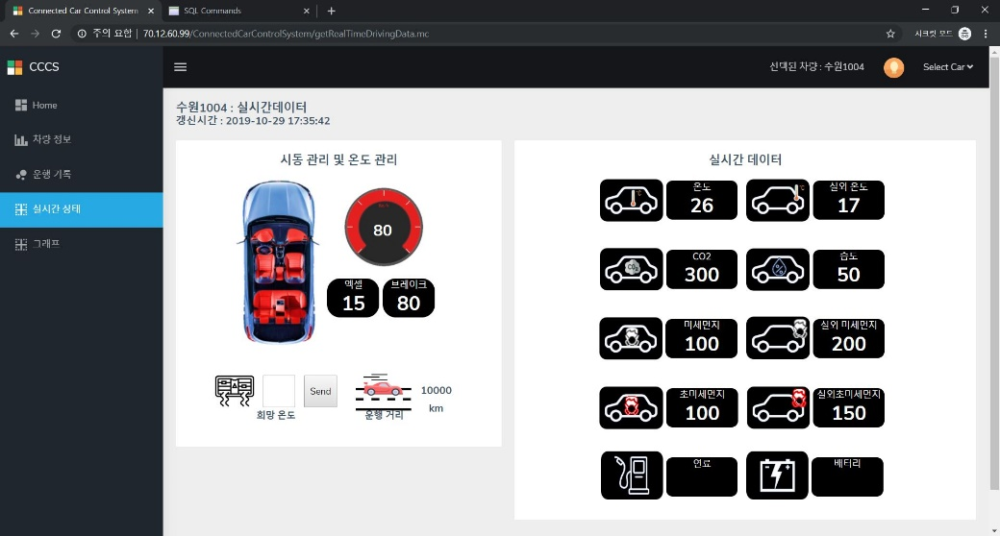 Connected Car Control System
SQL Commands
주의 요함 | 70.12.60.99/ConnectedCarControlSystem/getRealTimeDrivingData.mc
시크릿 모드
CCCS
선택된 차량 : 수원1004
Select Car
Home
차량 정보
운행 기록
실시간 상태
그래프
수원1004 : 실시간데이터
갱신시간 : 2019-10-29 17:35:42
시동 관리 및 온도 관리
80
엑셀
15
브레이크
80
Send
희망 온도
10000
km
운행 거리
실시간 데이터
온도
26
실외 온도
17
CO2
300
습도
50
미세먼지
100
실외 미세먼지
200
초미세먼지
100
실외초미세먼지
150
연료
배터리